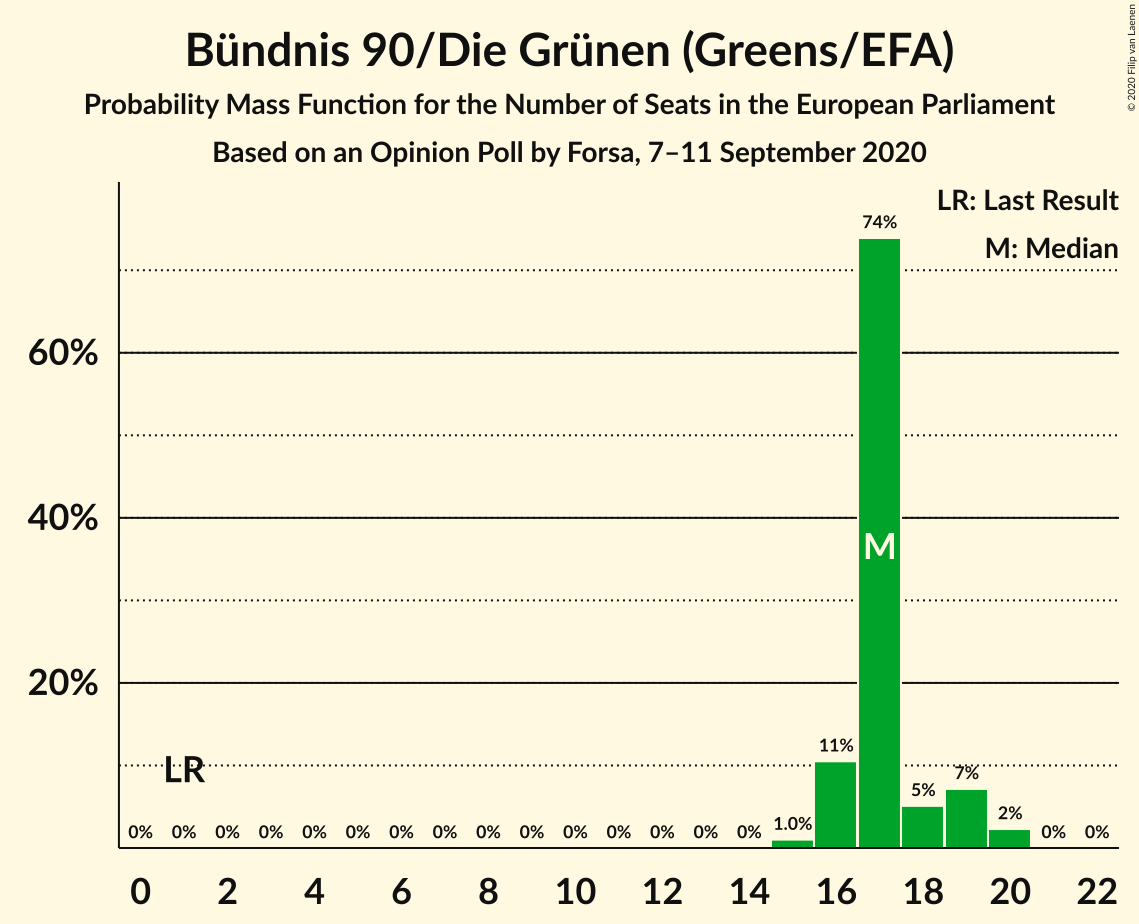 Bündnis 90/Die Grünen (Greens/EFA)
Probability Mass Function for the Number of Seats in the European Parliament
Based on an Opinion Poll by Forsa, 7–11 September 2020
© 2020 Filip van Laenen
LR: Last Result
M: Median
74%
60%
40%
M
20%
LR
11%
7%
5%
2%
1.0%
0% 0% 0% 0% 0% 0% 0% 0% 0% 0% 0% 0% 0% 0% 0% 0% 0%
0 2 4 6 8 10 12 14 16 18 20 22